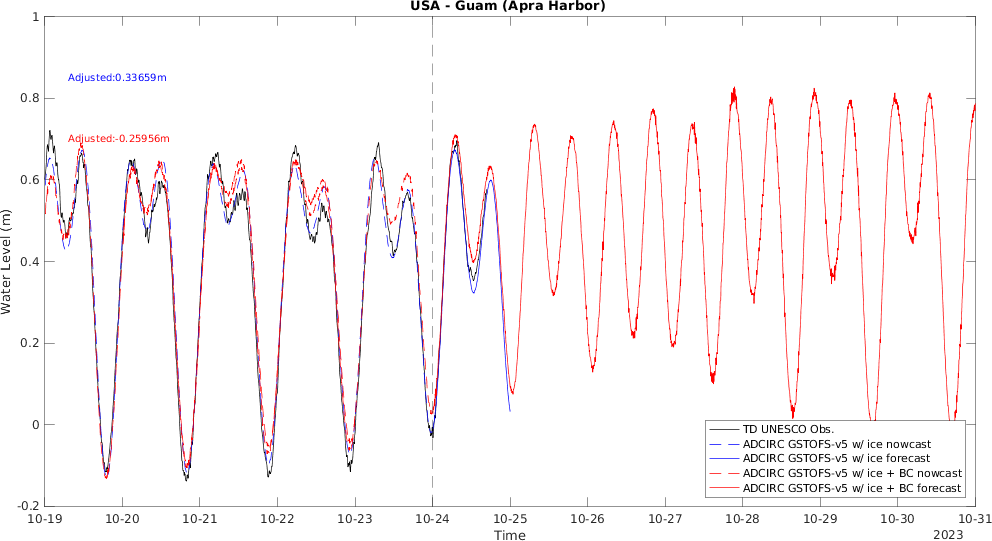 USA - Guam (Apra Harbor)
1
0.8
0.6
0.4
0.2
0
-0.2
Water Level (m)
Adjusted:0.33659m
Adjusted:-0.25956m
TD UNESCO Obs.
ADCIRC GSTOFS-v5 w/ ice nowcast
ADCIRC GSTOFS-v5 w/ ice forecast
ADCIRC GSTOFS-v5 w/ ice + BC nowcast
ADCIRC GSTOFS-v5 w/ ice + BC forecast
10-19 10-20 10-21 10-22 10-23 10-24 10-25 10-26 10-27 10-28 10-29 10-30 10-31
Time
2023